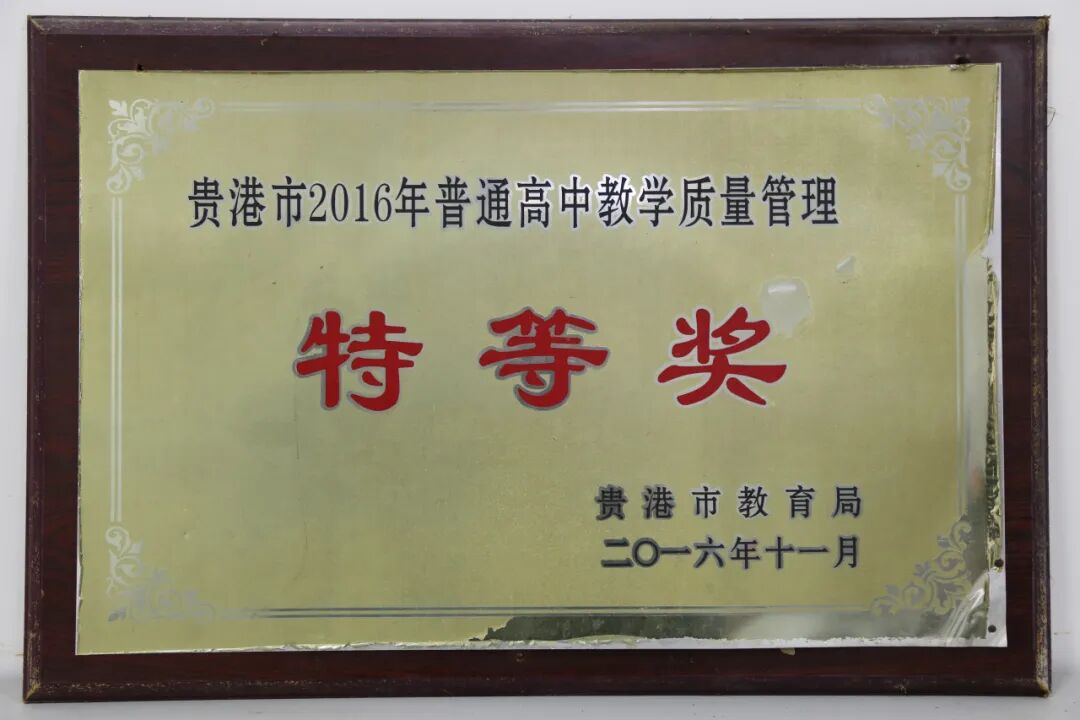 贵港市2016年普通高中教学质量管理
特等奖
贵港市教育局
二〇一六年十一月